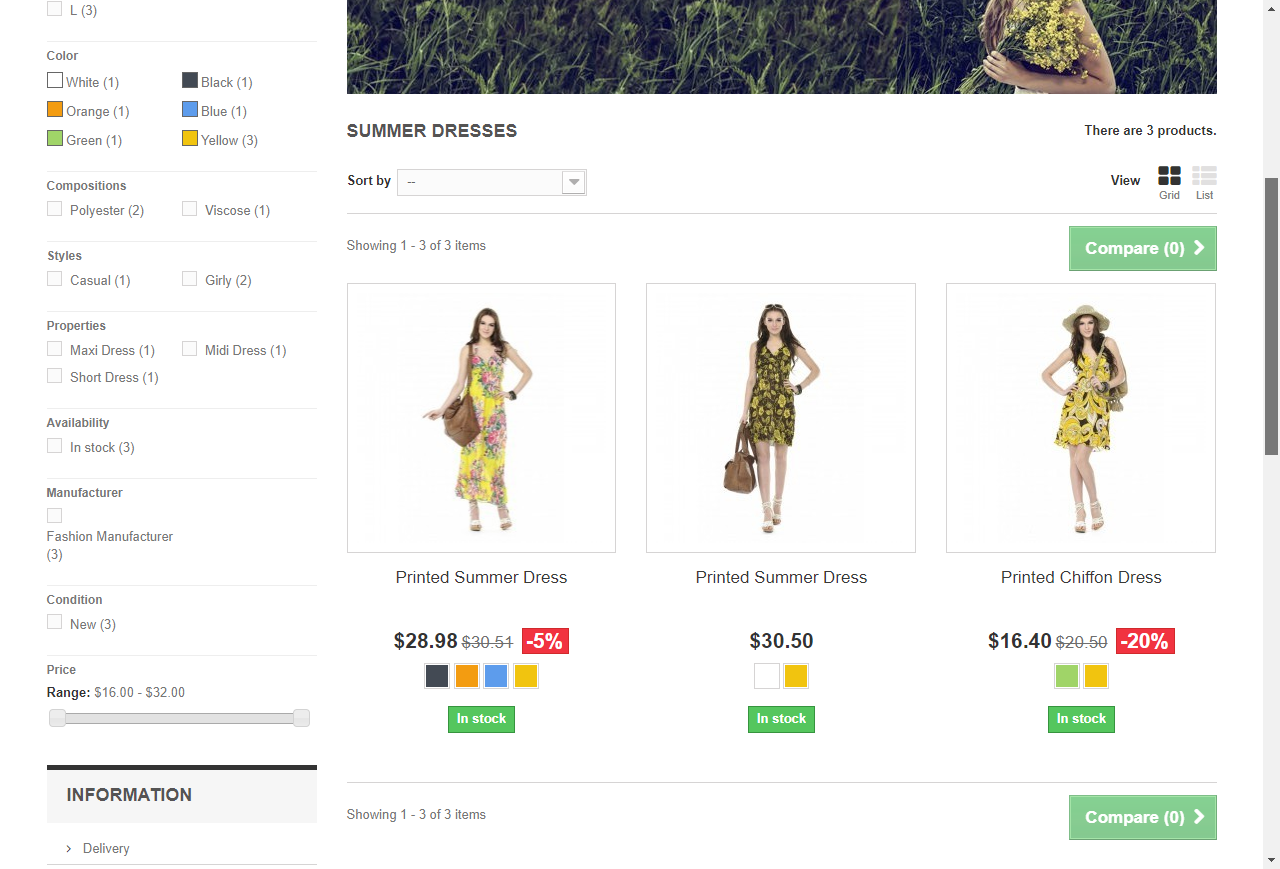 L (3)
Color
White (1)
Black (1)
Orange (1)
Blue (1)
Green (1)
Yellow (3)
Compositions
Polyester (2)
Viscose (1)
Styles
Casual (1)
Girly (2)
Properties
Maxi Dress (1)
Midi Dress (1)
Short Dress (1)
Availability
In stock (3)
Manufacturer
Fashion Manufacturer
(3)
Condition
New (3)
Price
Range: $16.00 - $32.00
INFORMATION
Delivery
SUMMER DRESSES
There are 3 products.
Sort by
--
View
Grid
List
Showing 1 - 3 of 3 items
Compare (0)
Printed Summer Dress
$28.98 $30.51 -5%
In stock
Printed Summer Dress
$30.50
In stock
Printed Chiffon Dress
$16.40 $20.50 -20%
In stock
Showing 1 - 3 of 3 items
Compare (0)